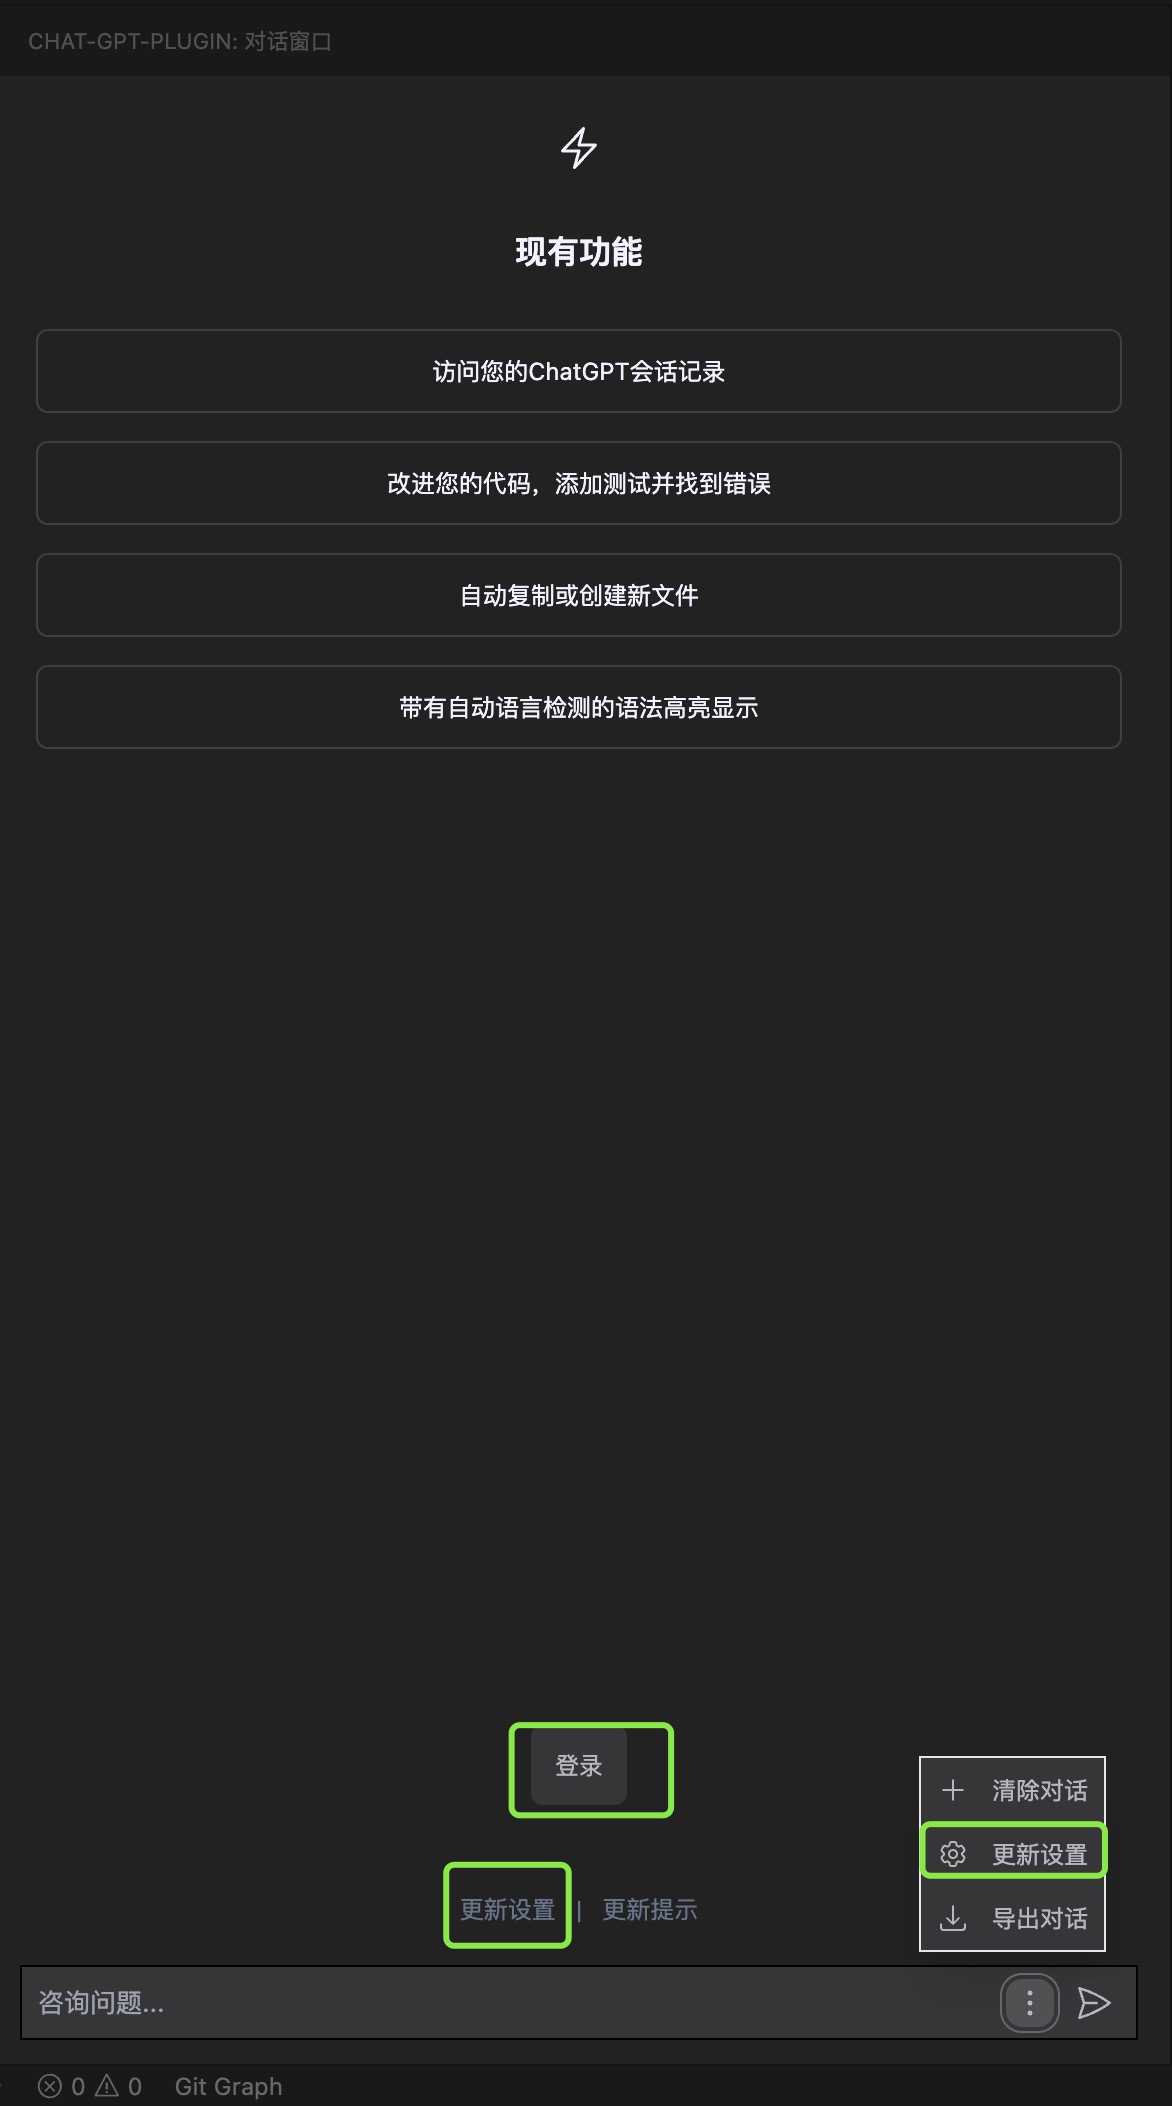 CHAT-GPT-PLUGIN: 对话窗口
现有功能
访问您的ChatGPT会话记录
改进您的代码，添加测试并找到错误
自动复制或创建新文件
带有自动语言检测的语法高亮显示
登录
清除对话
更新设置
导出对话
更新设置 | 更新提示
咨询问题...
0 0 Git Graph